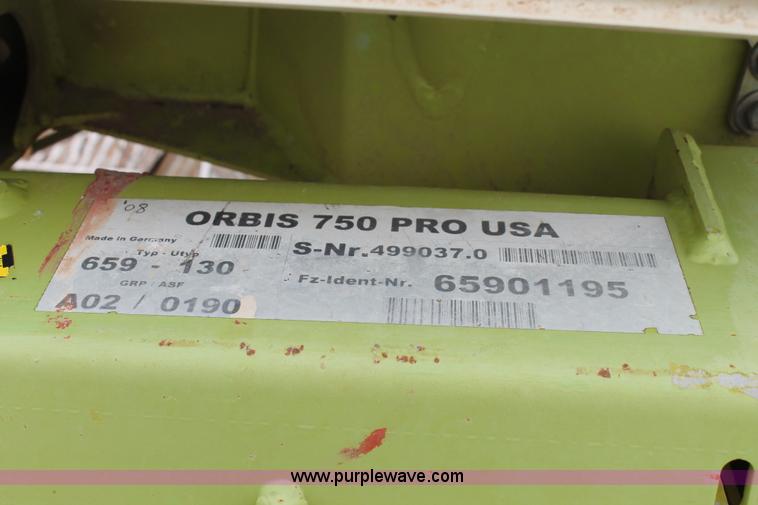 '08
ORBIS 750 PRO USA
Made in Germany
S-Nr. 499037.0
Typ - Utyp
659 - 130
Fz-Ident-Nr. 65901195
GRP / ASF
A02 / 0190
www.purplewave.com